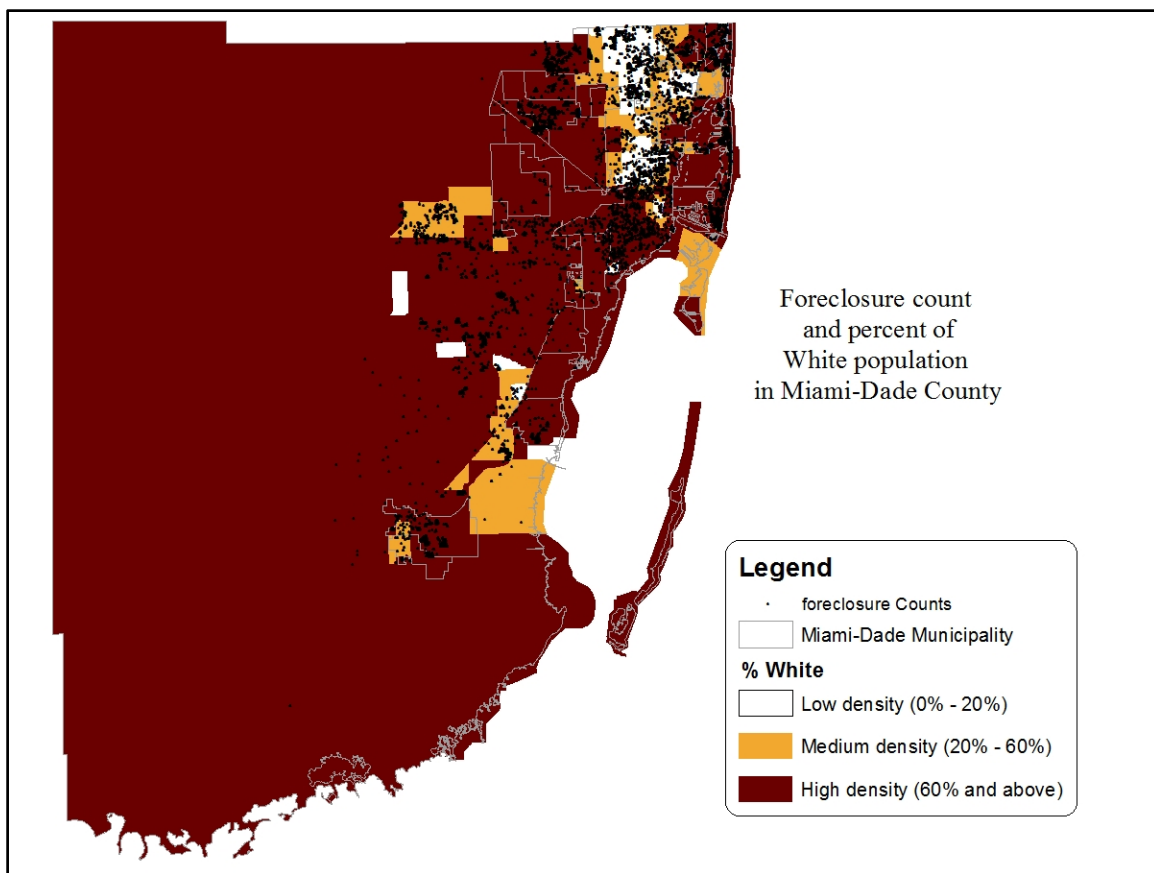 Foreclosure count
and percent of
White population
in Miami-Dade County
Legend
foreclosure Counts
Miami-Dade Municipality
% White
Low density (0% - 20%)
Medium density (20% - 60%)
High density (60% and above)